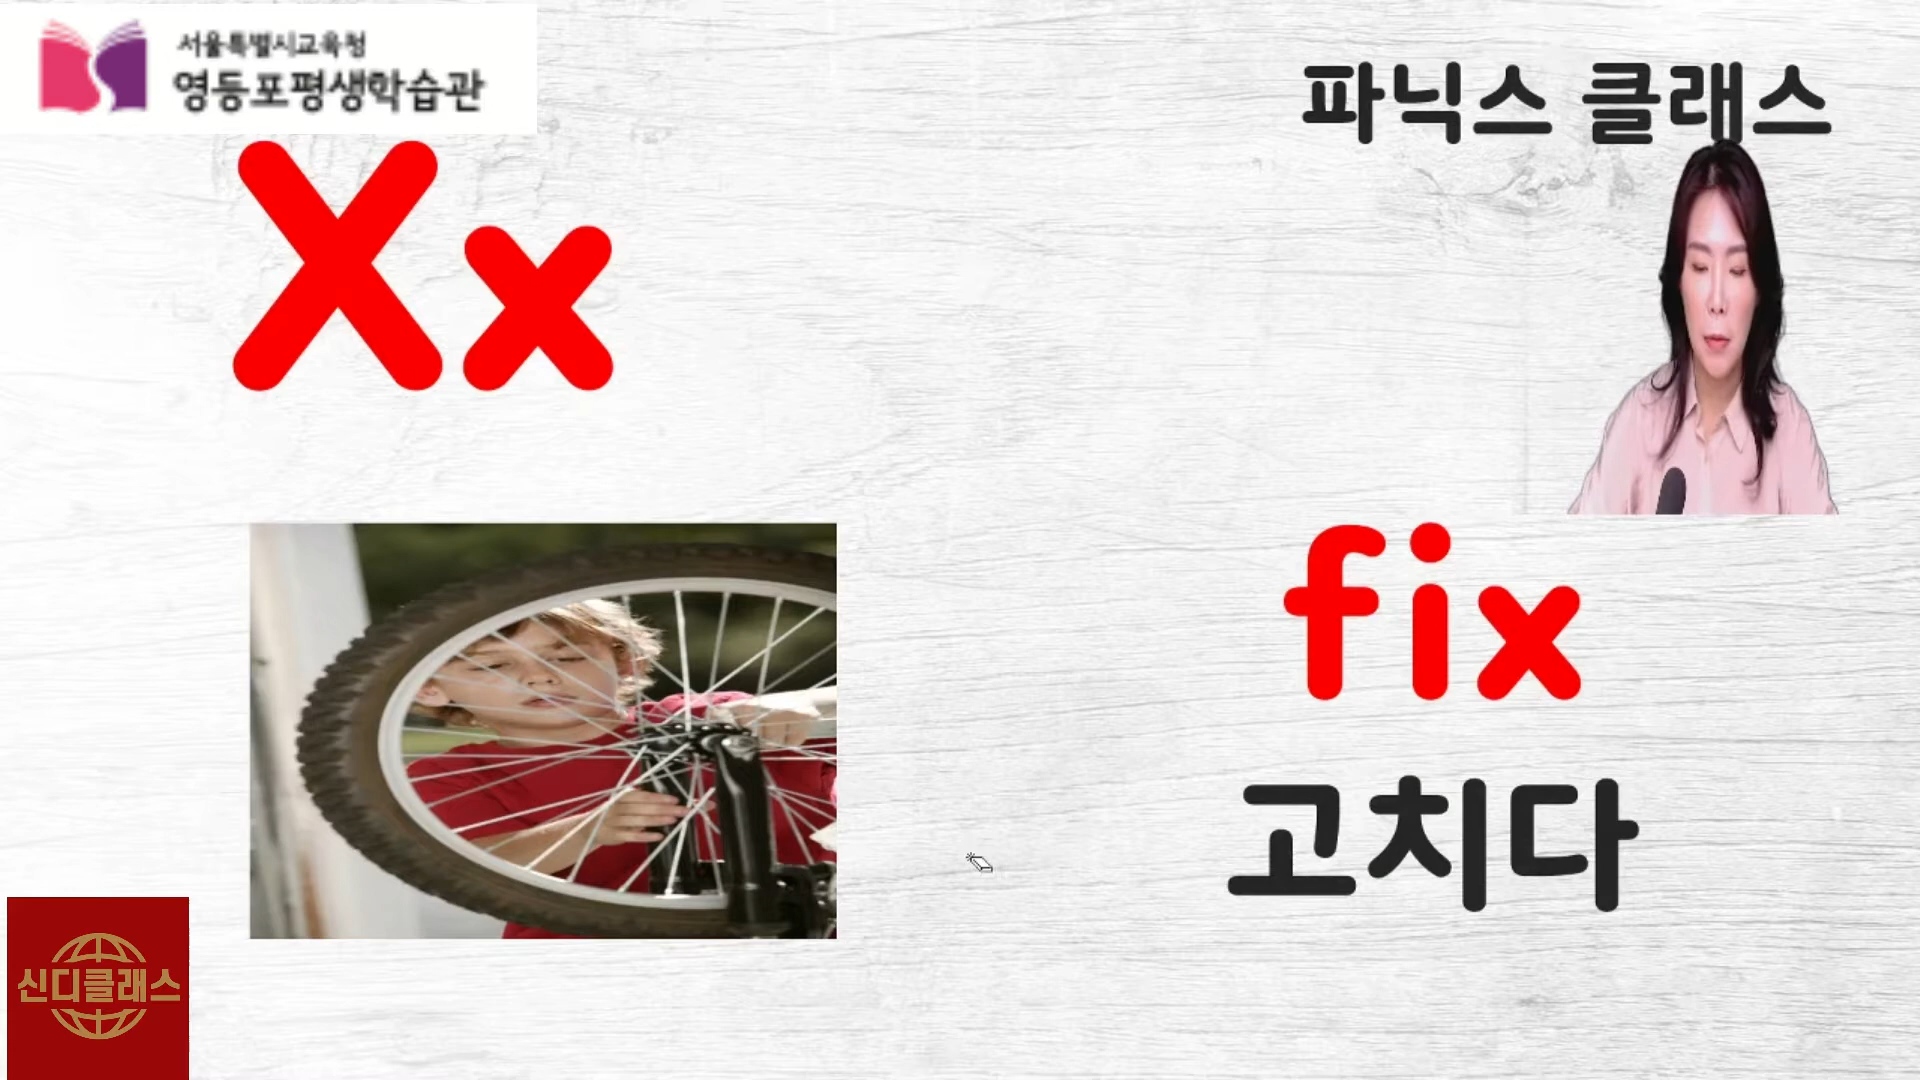 서울특별시교육청
영등포평생학습관
파닉스 클래스
Xx
fix
고치다
신디클래스